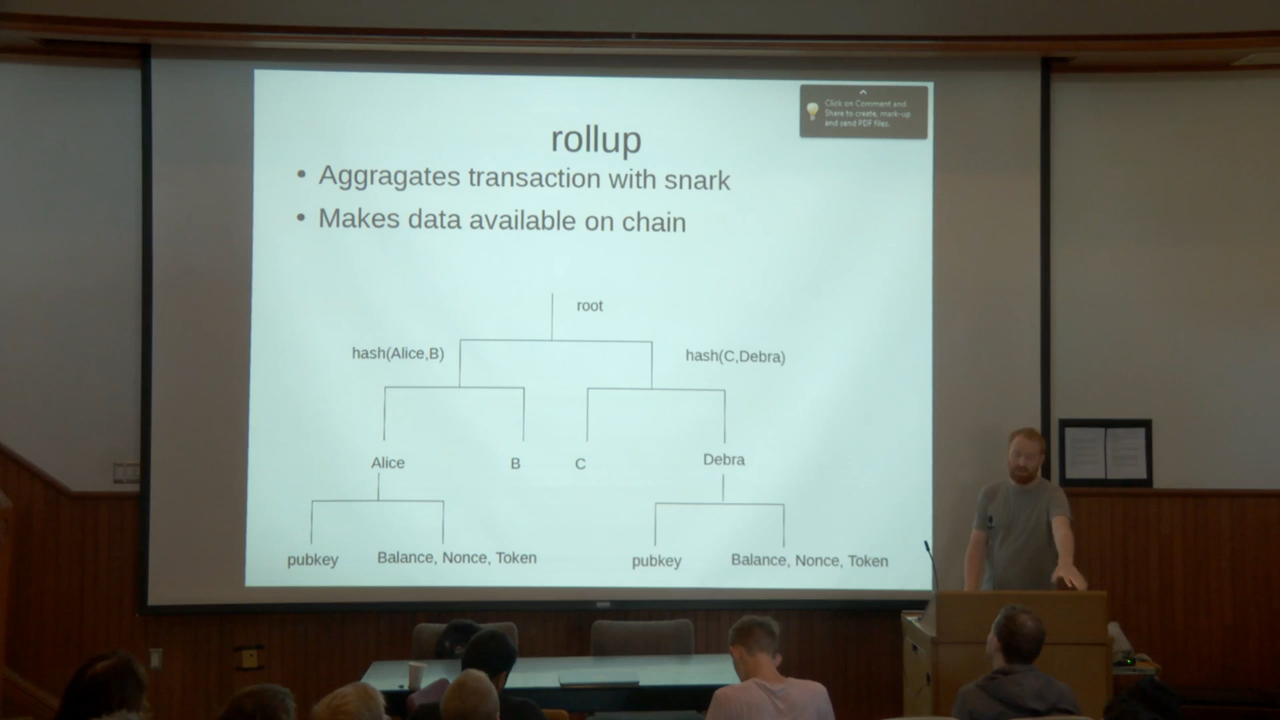 Click on Comment and
Share to create, mark-up
and send PDF files.
rollup
• Aggragates transaction with snark
• Makes data available on chain
root
hash(Alice,B)
hash(C,Debra)
Alice
B
C
Debra
pubkey
Balance, Nonce, Token
pubkey
Balance, Nonce, Token